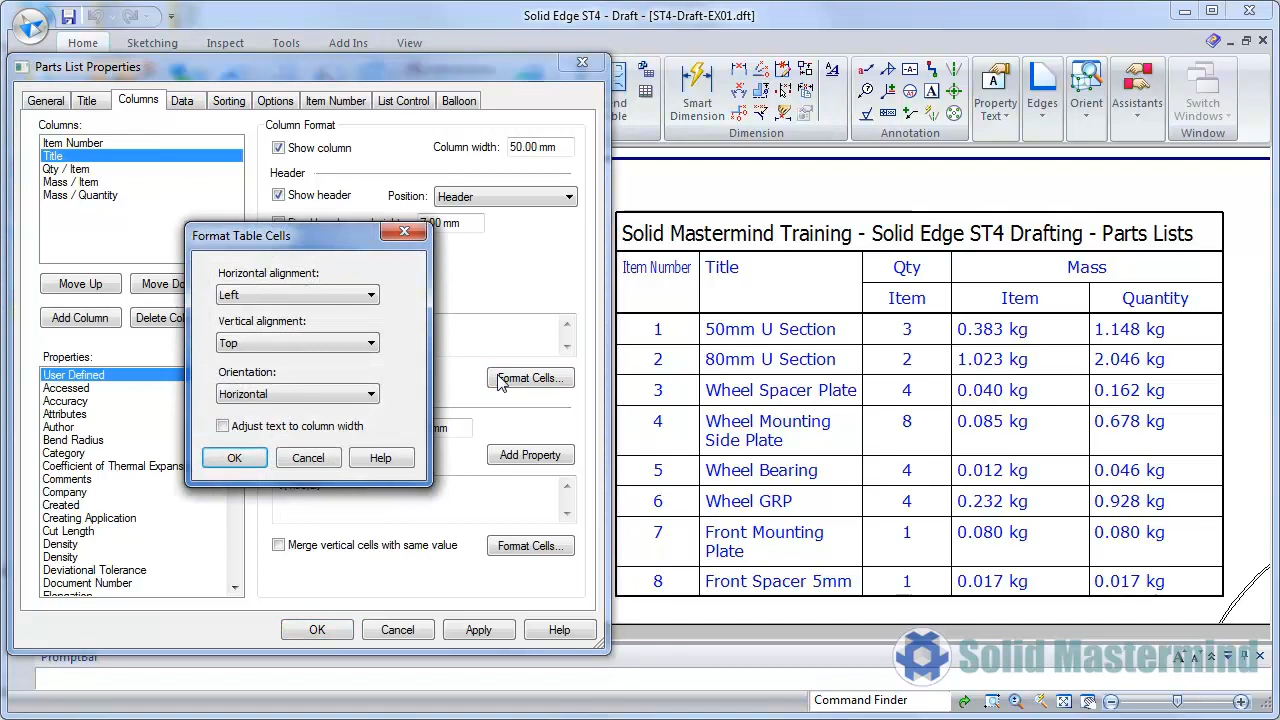 Solid Edge ST4 - Draft - [ST4-Draft-EX01.dft]
Home Sketching Inspect Tools Add Ins View
Parts List Properties
General Title Columns Data Sorting Options Item Number List Control Balloon
Columns:
Item Number
Title
Qty / Item
Mass / Item
Mass / Quantity
Move Up
Add Column
Properties:
User Defined
Accessed
Accuracy
Attributes
Author
Bend Radius
Category
Coefficient of Thermal Expans
Comments
Company
Created
Creating Application
Cut Length
Density
Density
Deviational Tolerance
Document Number
Column Format
Show column
Column width: 50.00 mm
Header
Show header
Position: Header
Format Cells...
Add Property
Merge vertical cells with same value
Format Cells...
OK Cancel Apply Help
Format Table Cells
Horizontal alignment:
Left
Vertical alignment:
Top
Orientation:
Horizontal
Adjust text to column width
OK Cancel Help
Smart
Dimension
Dimension
Annotation
Property
Text
Edges
Orient
Assistants
Switch
Windows
Window
Solid Mastermind Training - Solid Edge ST4 Drafting - Parts Lists
Item Number Title Qty Mass
Item Item Quantity
1 50mm U Section 3 0.383 kg 1.148 kg
2 80mm U Section 2 1.023 kg 2.046 kg
3 Wheel Spacer Plate 4 0.040 kg 0.162 kg
4 Wheel Mounting 8 0.085 kg 0.678 kg
Side Plate
5 Wheel Bearing 4 0.012 kg 0.046 kg
6 Wheel GRP 4 0.232 kg 0.928 kg
7 Front Mounting 1 0.080 kg 0.080 kg
Plate
8 Front Spacer 5mm 1 0.017 kg 0.017 kg
PromptBar
Solid Mastermind
Command Finder